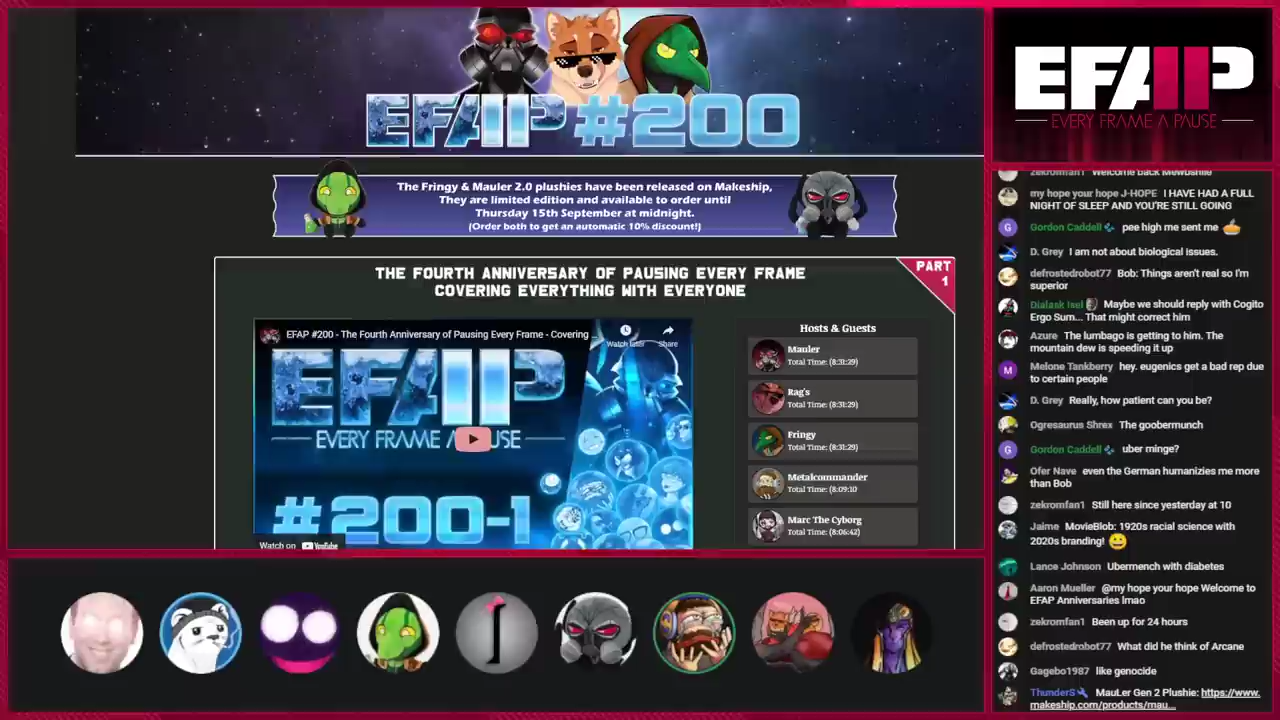 EFAP #200
The Fringy & Mauler 2.0 plushies have been released on Makeship,
They are limited edition and available to order until
Thursday 15th September at midnight.
(Order both to get an automatic 10% discount!)
THE FOURTH ANNIVERSARY OF PAUSING EVERY FRAME
COVERING EVERYTHING WITH EVERYONE
PART
1
EFAP #200 - The Fourth Anniversary of Pausing Every Frame - Covering ...
Watch later
Share
EFAP
EVERY FRAME A PAUSE
#200-1
Watch on YouTube
Hosts & Guests
Mauler
Total Time: (8:31:29)
Rag's
Total Time: (8:31:29)
Fringy
Total Time: (8:31:29)
Metalcommander
Total Time: (8:09:10
Marc The Cyborg
Total Time: (8:06:42)
EFAP
EVERY FRAME A PAUSE
zekromfan1 Welcome back Mewbshile
my hope your hope J-HOPE I HAVE HAD A FULL
NIGHT OF SLEEP AND YOU'RE STILL GOING
Gordon Caddell pee high me sent me
D. Grey I am not about biological issues.
defrostedrobot77 Bob: Things aren't real so I'm
superior
Dialask Isel Maybe we should reply with Cogito
Ergo Sum... That might correct him
Azure The lumbago is getting to him. The
mountain dew is speeding it up
Melone Tankberry hey. eugenics get a bad rep due
to certain people
D. Grey Really, how patient can you be?
Ogresaurus Shrex The goobermunch
Gordon Caddell uber minge?
Ofer Nave even the German humanizies me more
than Bob
zekromfan1 Still here since yesterday at 10
Jaime MovieBlob: 1920s racial science with
2020s branding!
Lance Johnson Ubermench with diabetes
Aaron Mueller @my hope your hope Welcome to
EFAP Anniversaries lmao
zekromfan1 Been up for 24 hours
defrostedrobot77 What did he think of Arcane
Gagebo1987 like genocide
ThunderS MauLer Gen 2 Plushie: https://www.
makeship.com/products/mau...